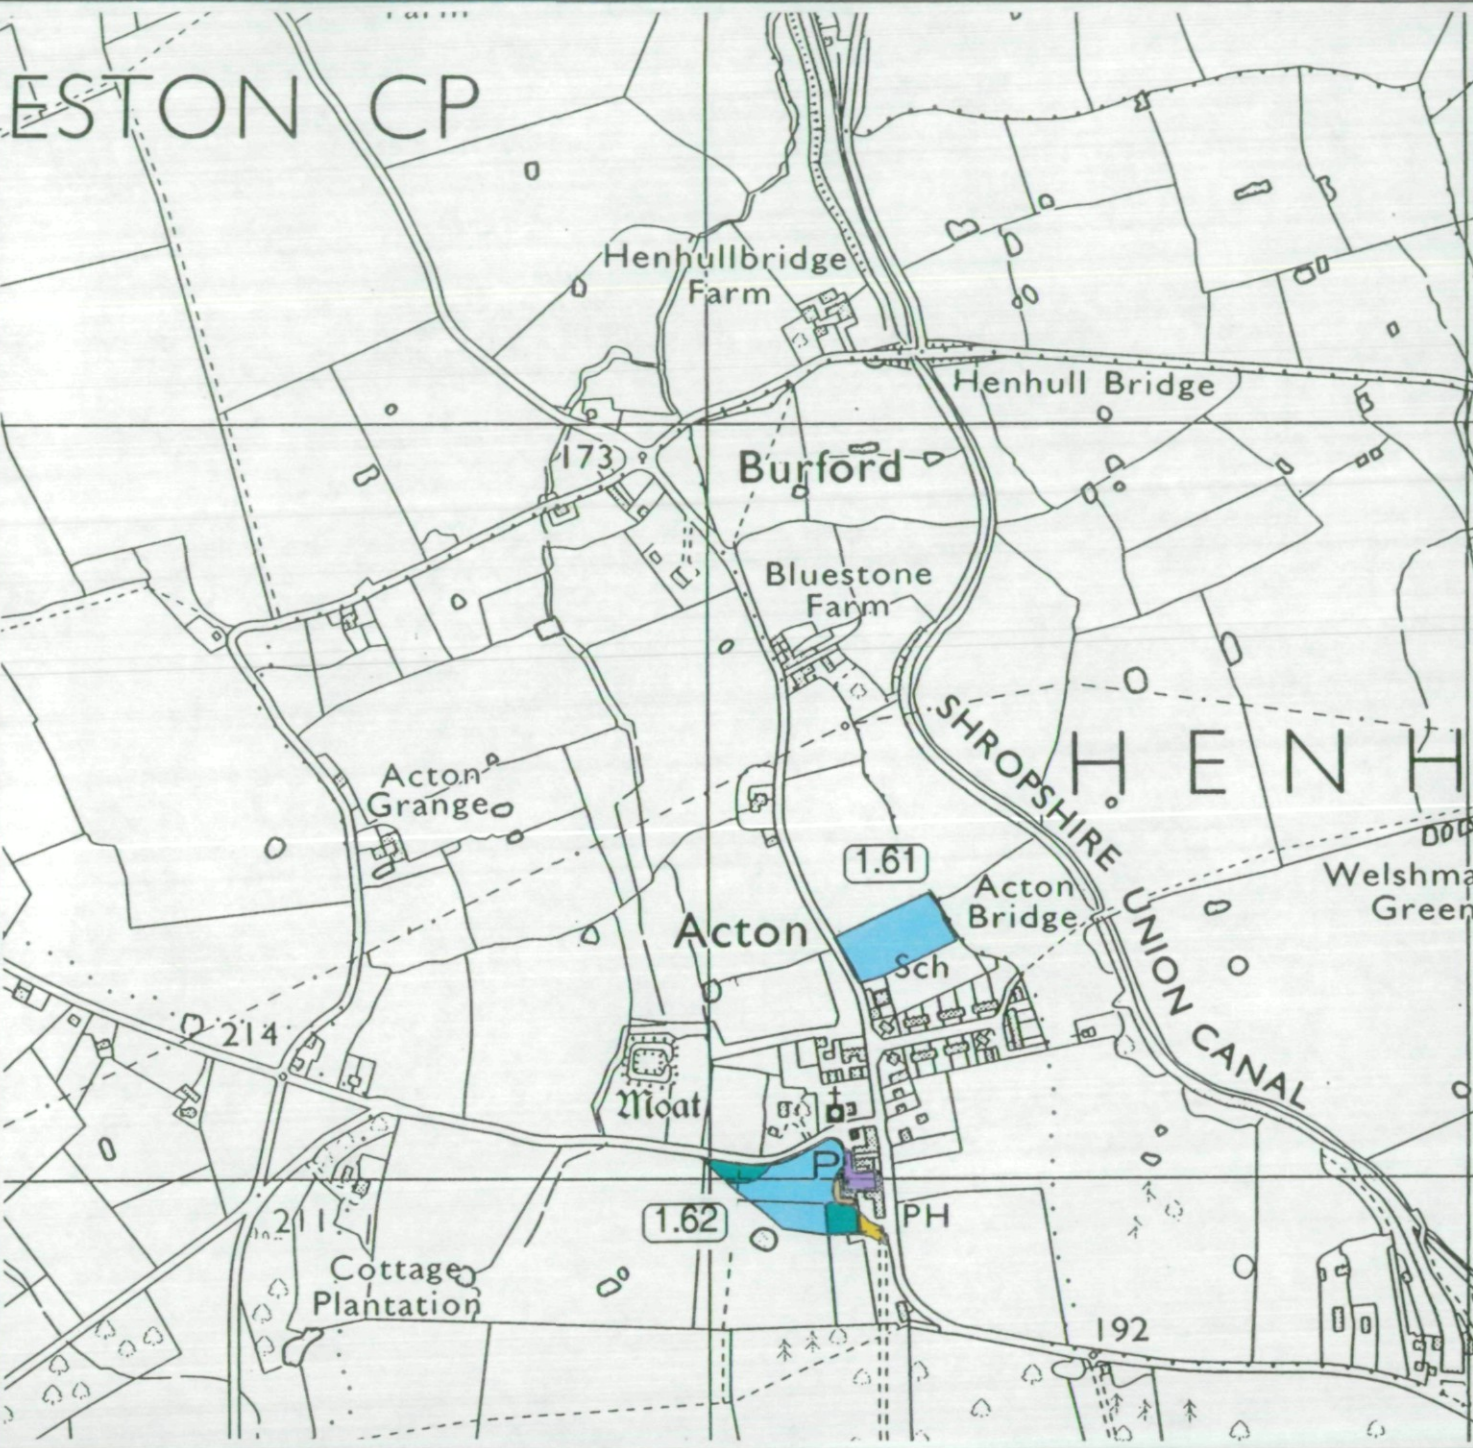 ESTON CP
Henhullbridge
Farm
Henhull Bridge
173
Burford
Bluestone
Farm
SHROPSHIRE UNION CANAL
HENH
Acton
Grange
1.61
Acton
Bridge
Welshma
Green
Acton
Sch
214
Moat
P
1.62
PH
211
Cottage
Plantation
192